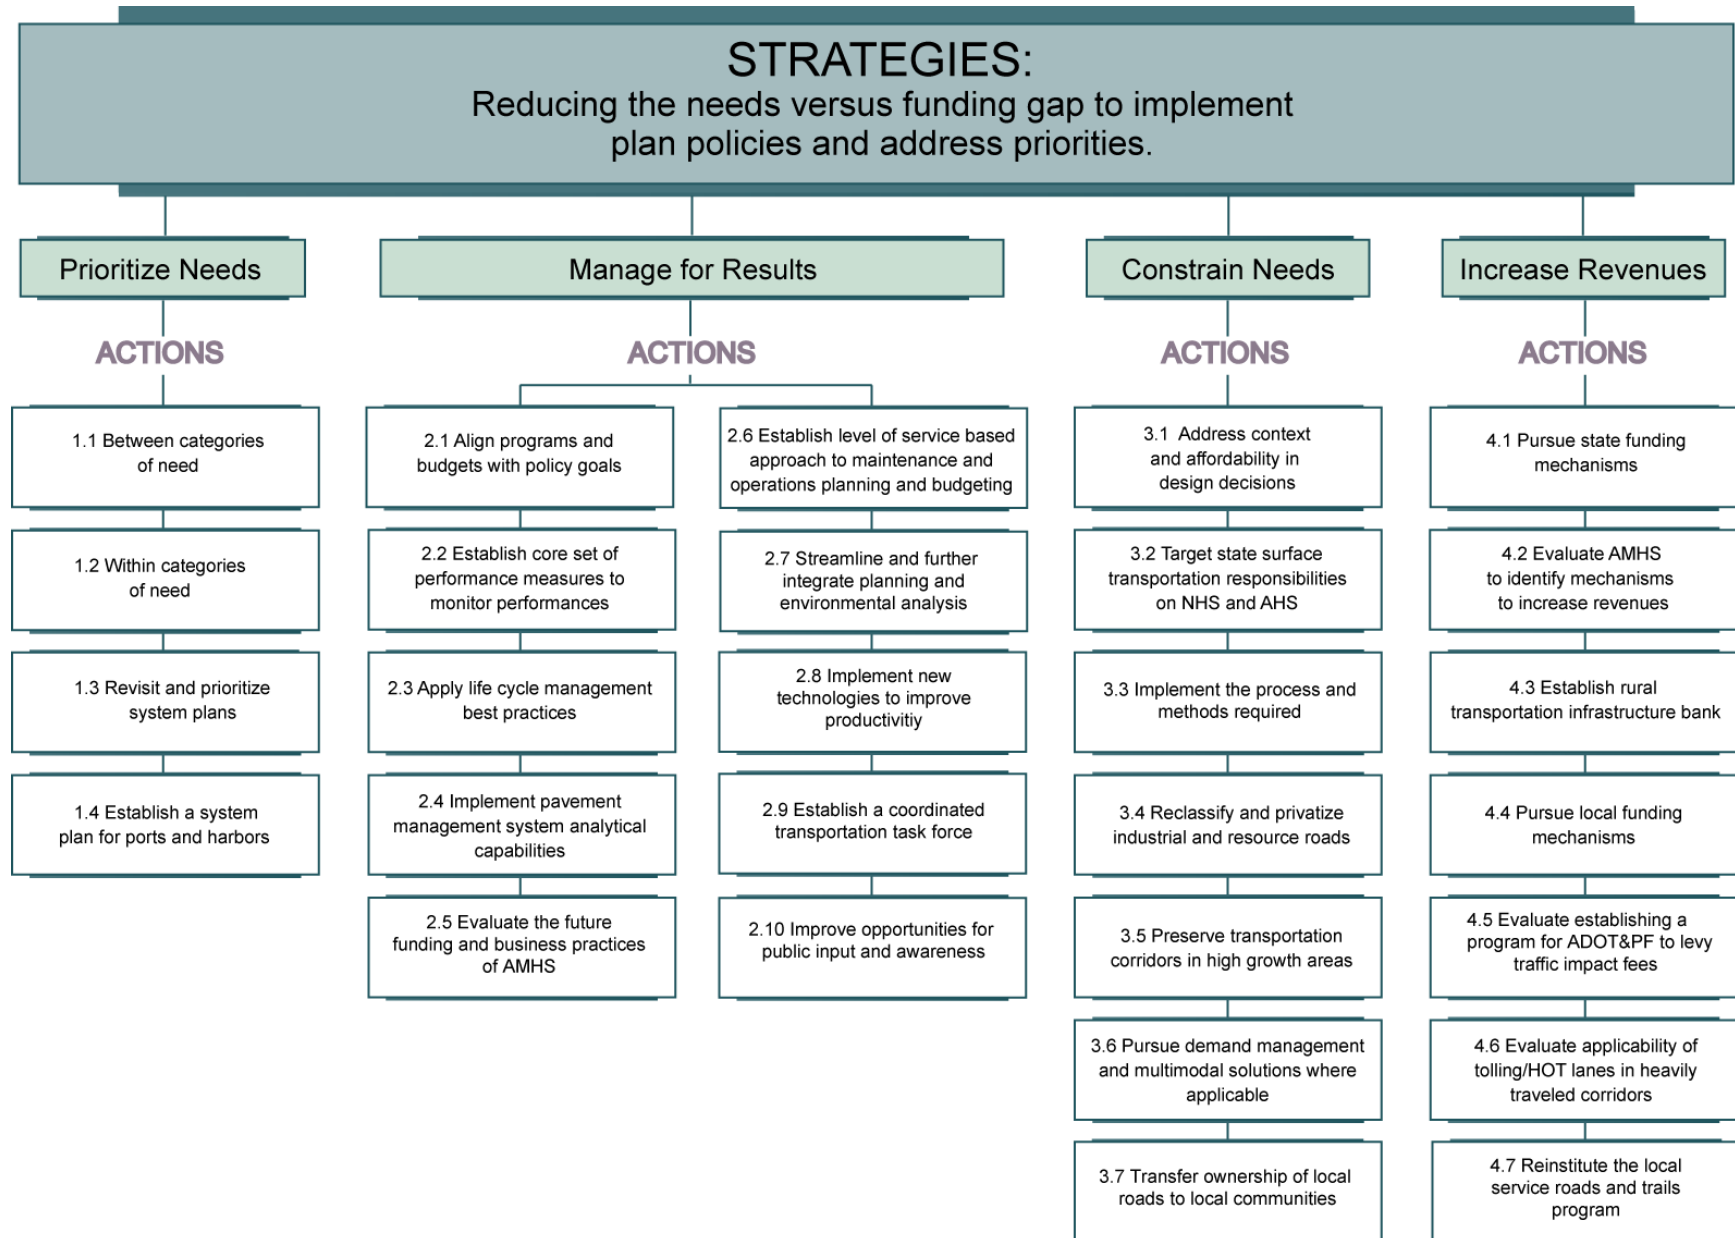 STRATEGIES:
Reducing the needs versus funding gap to implement
plan policies and address priorities.
Prioritize Needs
ACTIONS
1.1 Between categories
of need
1.2 Within categories
of need
1.3 Revisit and prioritize
system plans
1.4 Establish a system
plan for ports and harbors
Manage for Results
ACTIONS
2.1 Align programs and
budgets with policy goals
2.2 Establish core set of
performance measures to
monitor performances
2.3 Apply life cycle management
best practices
2.4 Implement pavement
management system analytical
capabilities
2.5 Evaluate the future
funding and business practices
of AMHS
2.6 Establish level of service based
approach to maintenance and
operations planning and budgeting
2.7 Streamline and further
integrate planning and
environmental analysis
2.8 Implement new
technologies to improve
productivitiy
2.9 Establish a coordinated
transportation task force
2.10 Improve opportunities for
public input and awareness
Constrain Needs
ACTIONS
3.1 Address context
and affordability in
design decisions
3.2 Target state surface
transportation responsibilities
on NHS and AHS
3.3 Implement the process and
methods required
3.4 Reclassify and privatize
industrial and resource roads
3.5 Preserve transportation
corridors in high growth areas
3.6 Pursue demand management
and multimodal solutions where
applicable
3.7 Transfer ownership of local
roads to local communities
Increase Revenues
ACTIONS
4.1 Pursue state funding
mechanisms
4.2 Evaluate AMHS
to identify mechanisms
to increase revenues
4.3 Establish rural
transportation infrastructure bank
4.4 Pursue local funding
mechanisms
4.5 Evaluate establishing a
program for ADOT&PF to levy
traffic impact fees
4.6 Evaluate applicability of
tolling/HOT lanes in heavily
traveled corridors
4.7 Reinstitute the local
service roads and trails
program